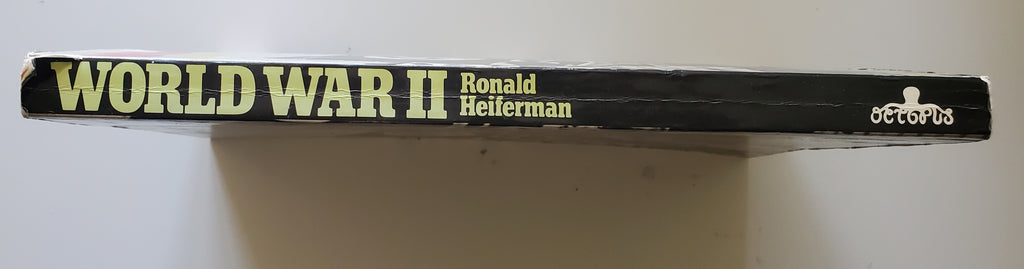 WORLD WAR II
Ronald
Heiferman
OCTOPUS